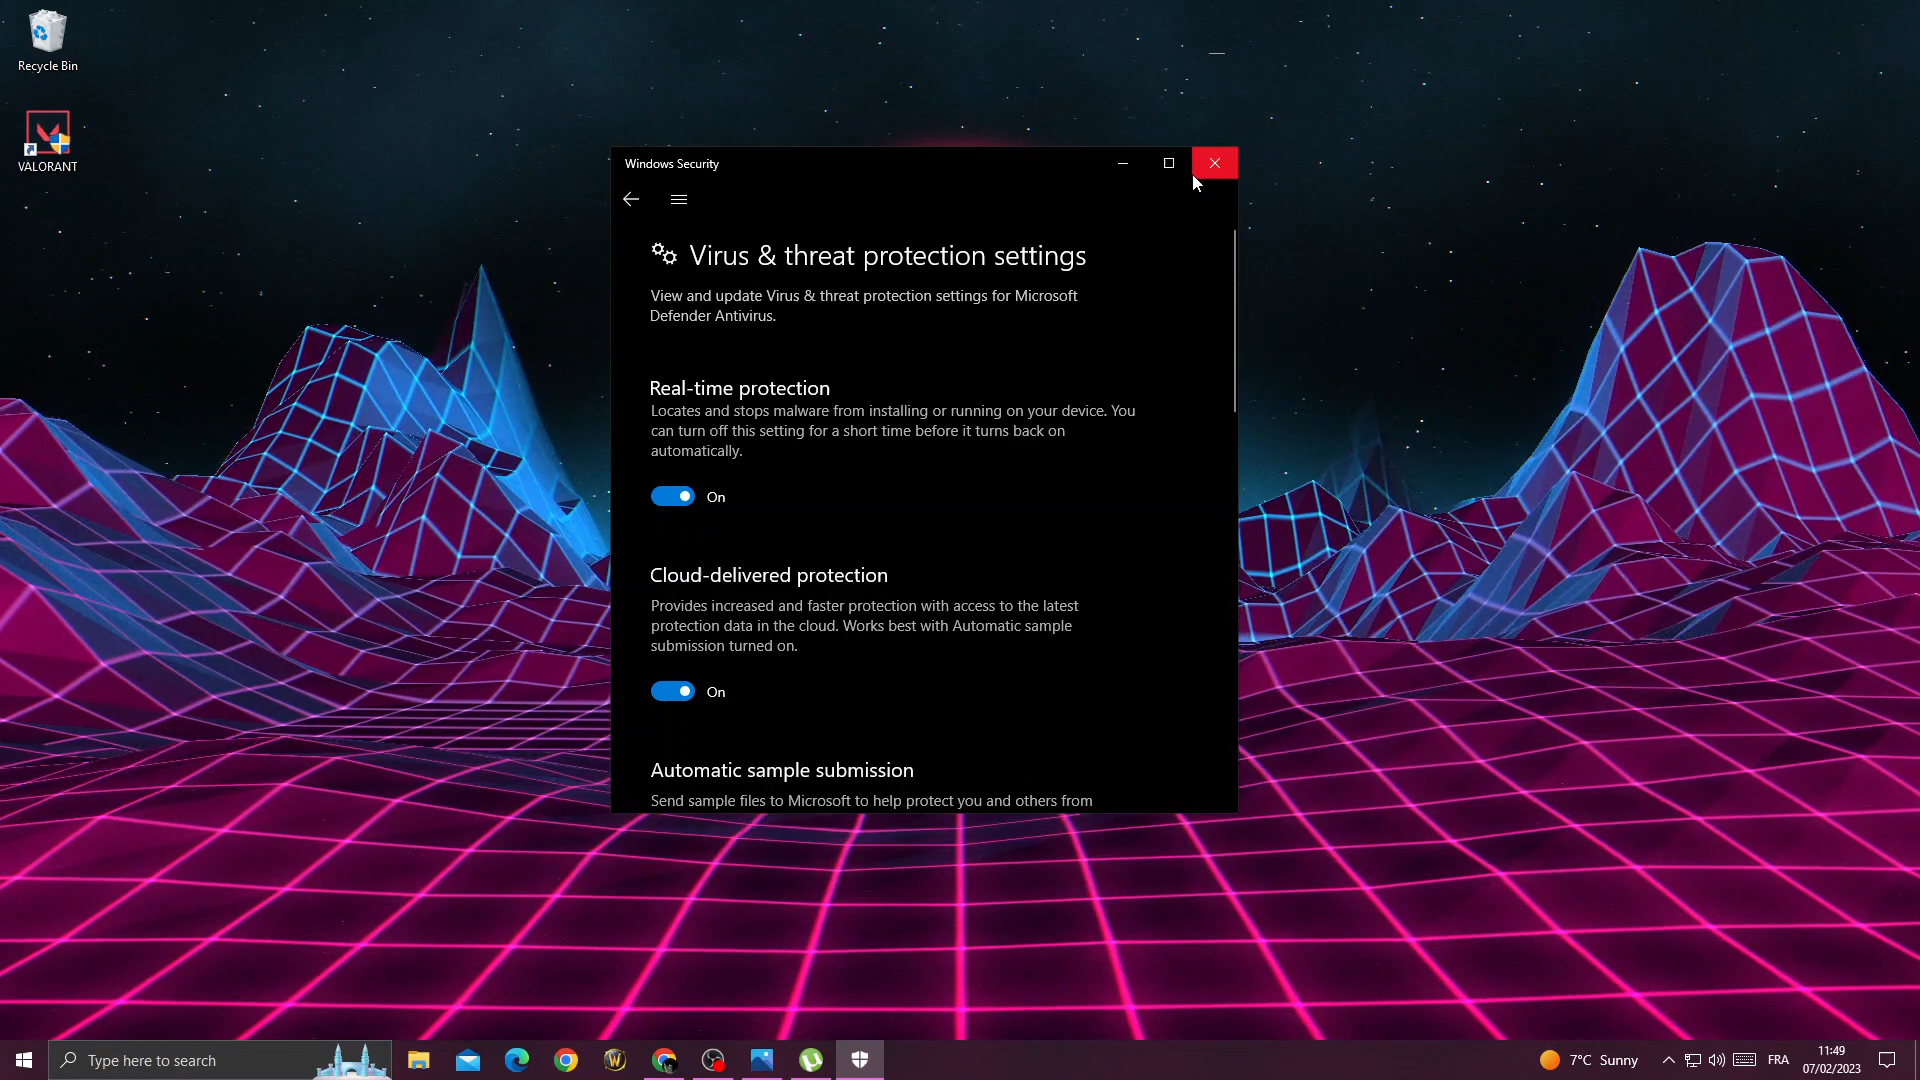 Recycle Bin
VALORANT
Windows Security
Virus & threat protection settings
View and update Virus & threat protection settings for Microsoft
Defender Antivirus.
Real-time protection
Locates and stops malware from installing or running on your device. You
can turn off this setting for a short time before it turns back on
automatically.
On
Cloud-delivered protection
Provides increased and faster protection with access to the latest
protection data in the cloud. Works best with Automatic sample
submission turned on.
On
Automatic sample submission
Send sample files to Microsoft to help protect you and others from
Type here to search
7°C Sunny
FRA
11:49
07/02/2023